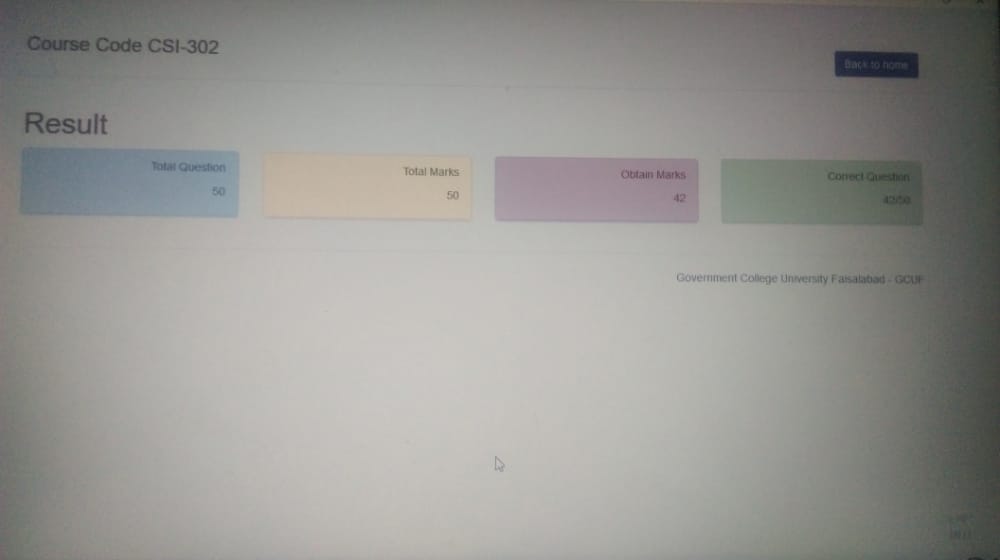 Course Code CSI-302
Back to home
Result
Total Question
50
Total Marks
50
Obtain Marks
42
Correct Question
42/50
Government College University Faisalabad - GCUF